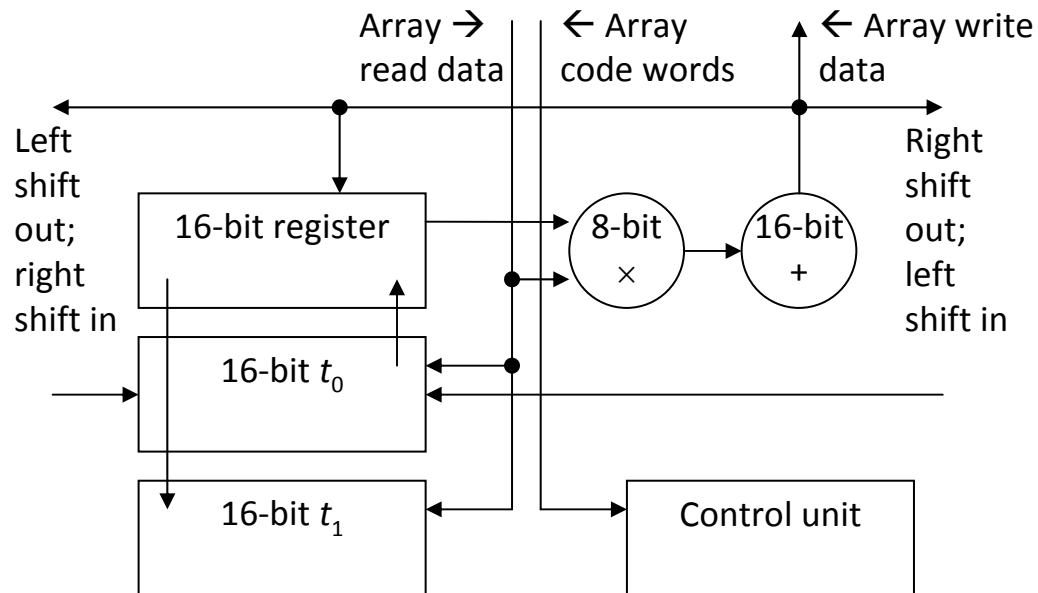 Array →
read data
← Array
code words
← Array write
data
Left
shift
out;
right
shift in
Right
shift
out;
left
shift in
16-bit register
8-bit
×
16-bit
+
16-bit t₀
16-bit t₁
Control unit